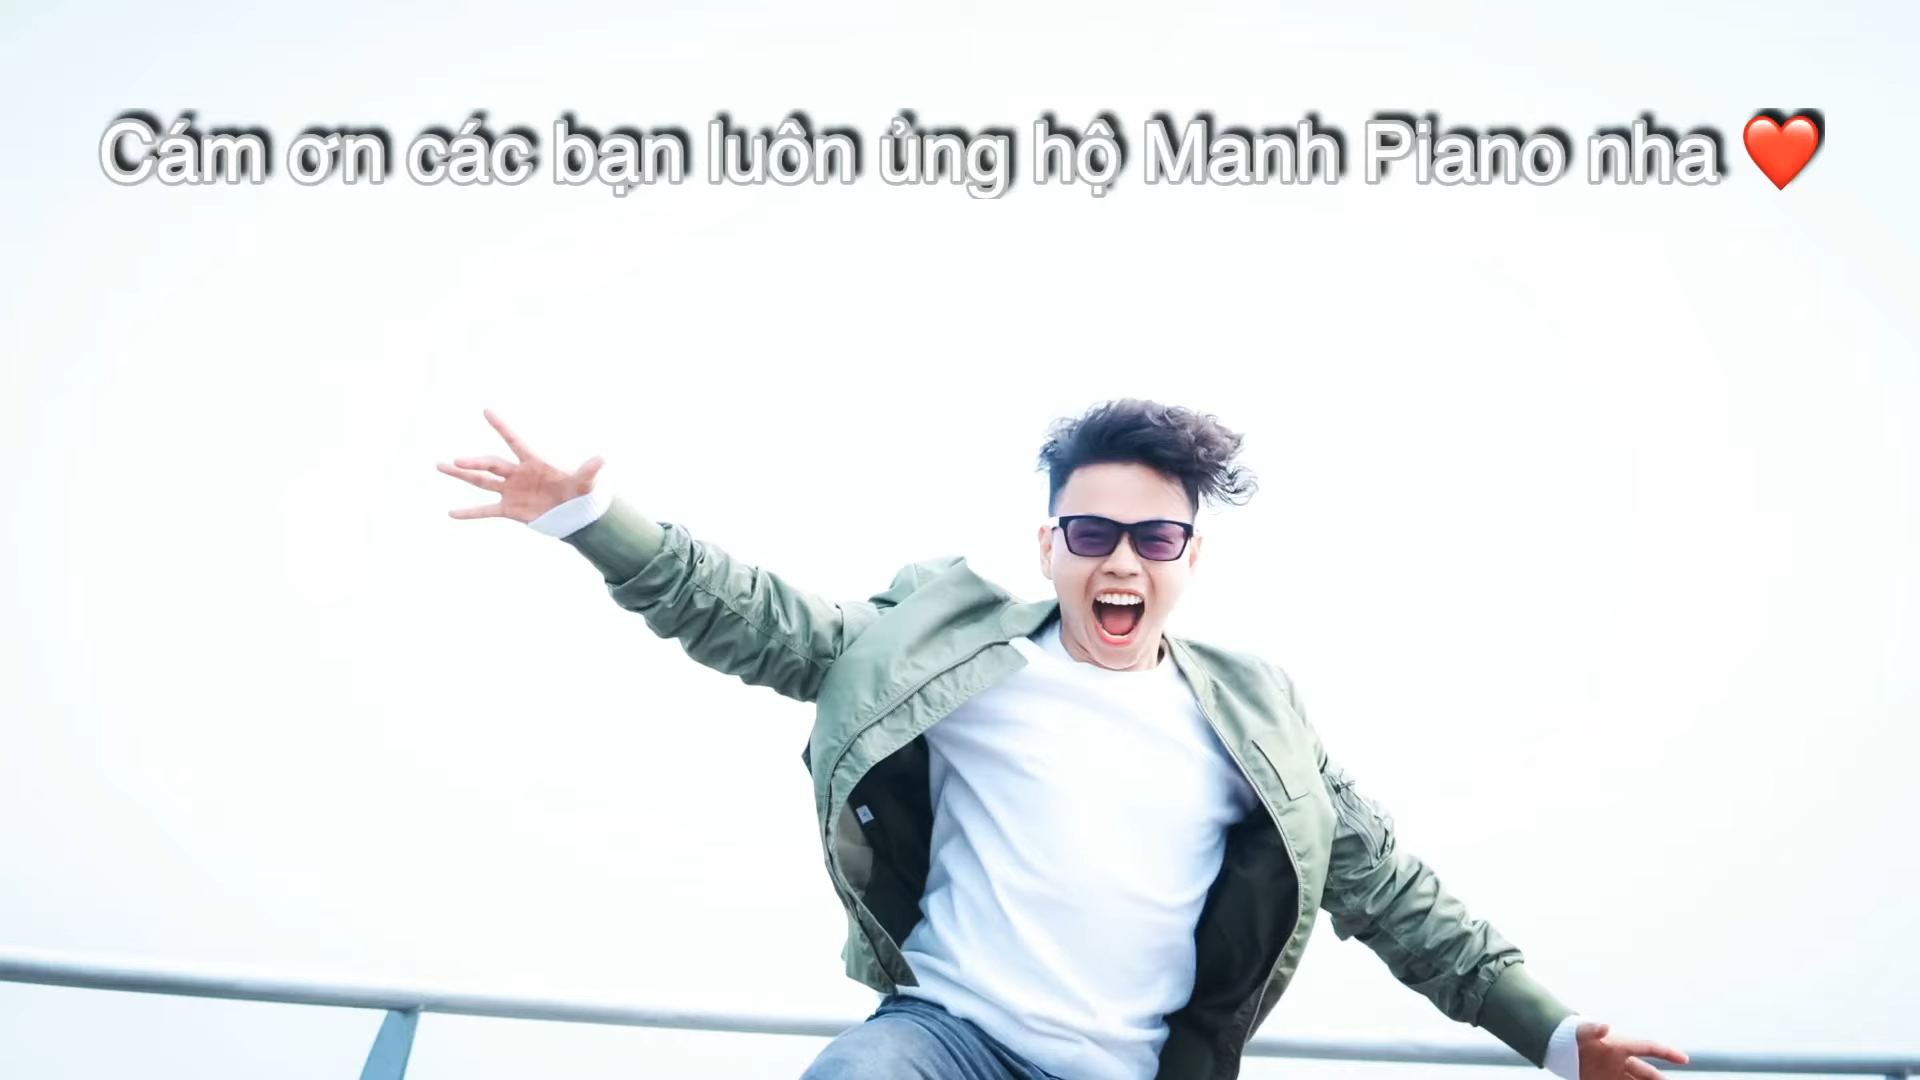 Cám ơn các bạn luôn ủng hộ Manh Piano nha ❤️